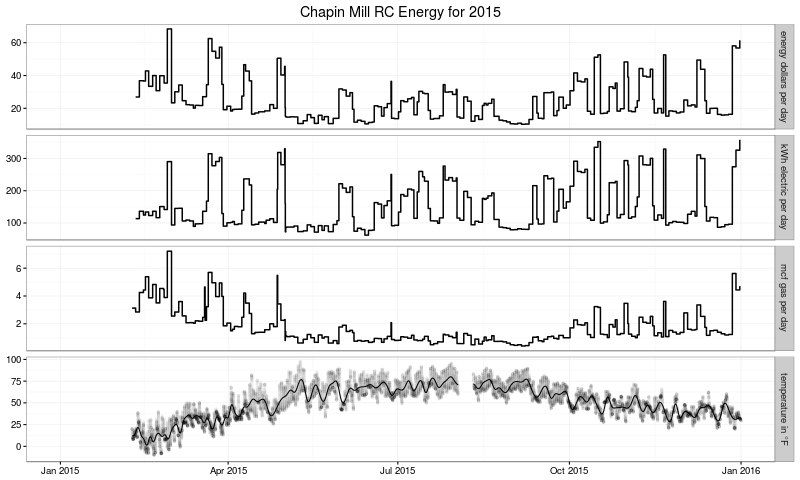 Chapin Mill RC Energy for 2015
60
40
20
energy dollars per day
300
200
100
kWh electric per day
6
4
2
mcf gas per day
100
75
50
25
0
temperature in °F
Jan 2015 Apr 2015 Jul 2015 Oct 2015 Jan 2016